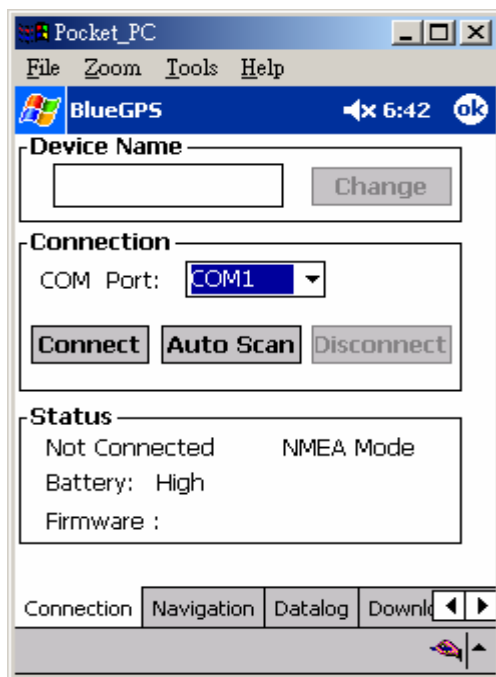 Pocket_PC
File Zoom Tools Help
BlueGPS 6:42 ok
Device Name
Change
Connection
COM Port: COM1
Connect Auto Scan Disconnect
Status
Not Connected NMEA Mode
Battery: High
Firmware :
Connection Navigation Datalog